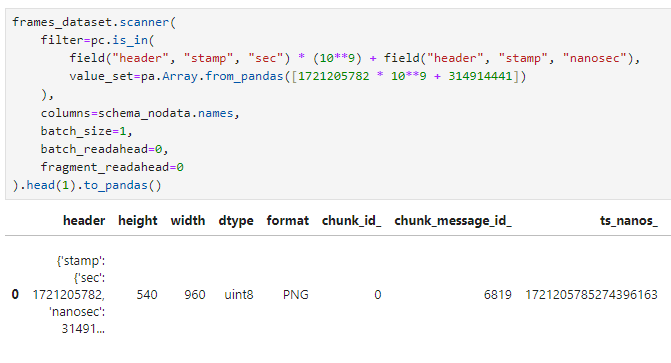 frames_dataset.scanner(
    filter=pc.is_in(
        field("header", "stamp", "sec") * (10**9) + field("header", "stamp", "nanosec"),
        value_set=pa.Array.from_pandas([1721205782 * 10**9 + 314914441])
    ),
    columns=schema_nodata.names,
    batch_size=1,
    batch_readahead=0,
    fragment_readahead=0
).head(1).to_pandas()
header height width dtype format chunk_id_ chunk_message_id_ ts_nanos_
{'stamp':
{'sec':
0 1721205782, 540 960 uint8 PNG 0 6819 1721205785274396163
'nanosec':
31491...